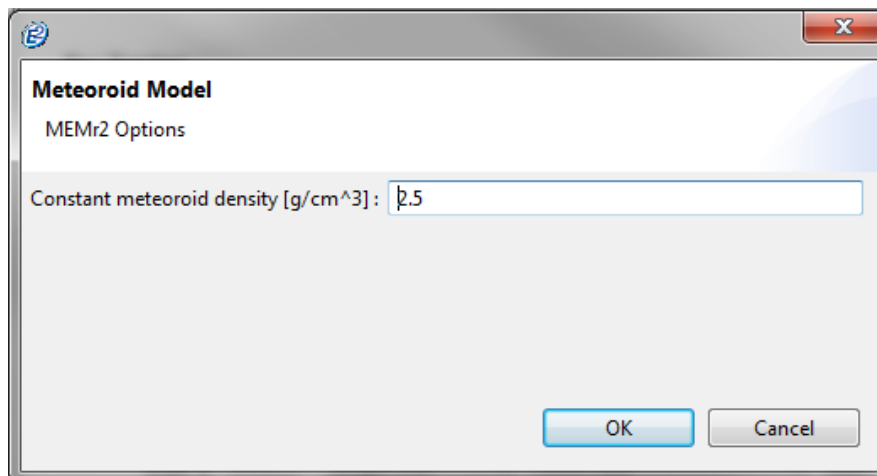 Meteoroid Model
MEMr2 Options
Constant meteoroid density [g/cm^3] : 2.5
OK Cancel